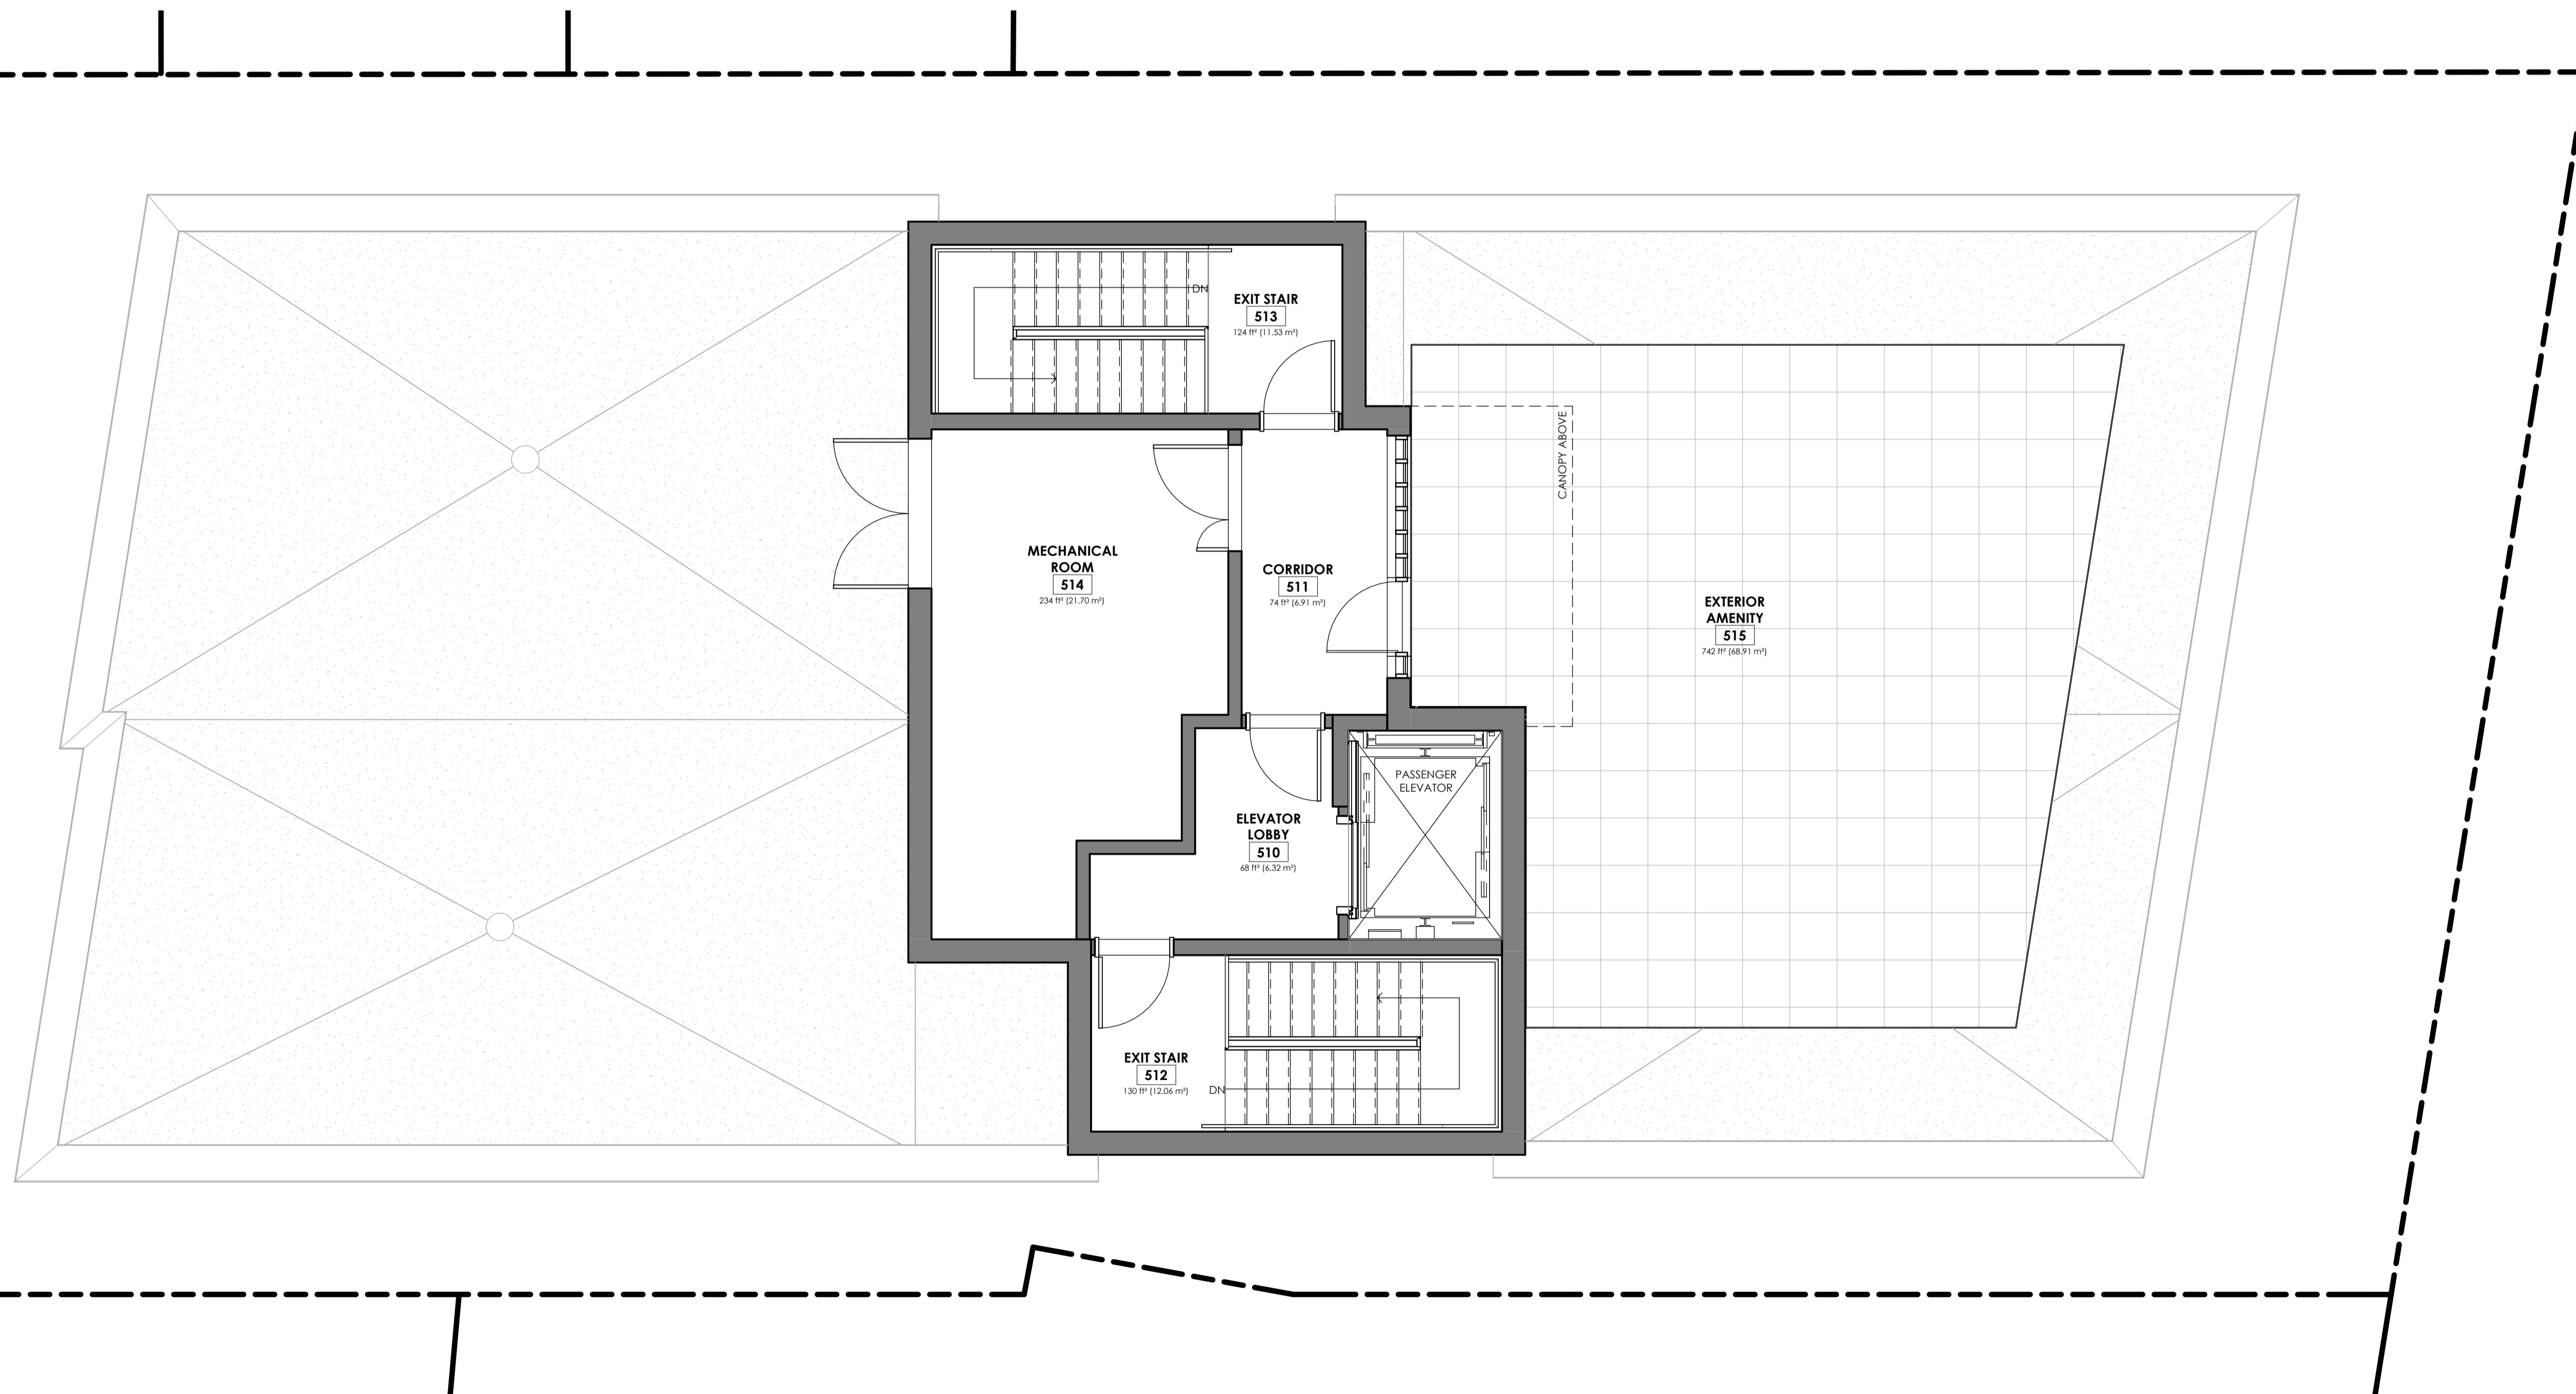 DN
EXIT STAIR
513
124 ft² (11.53 m²)
CANOPY ABOVE
MECHANICAL
ROOM
514
234 ft² (21.70 m²)
CORRIDOR
511
74 ft² (6.91 m²)
EXTERIOR
AMENITY
515
742 ft² (68.91 m²)
PASSENGER
ELEVATOR
ELEVATOR
LOBBY
510
68 ft² (6.32 m²)
EXIT STAIR
512
130 ft² (12.06 m²)
DN